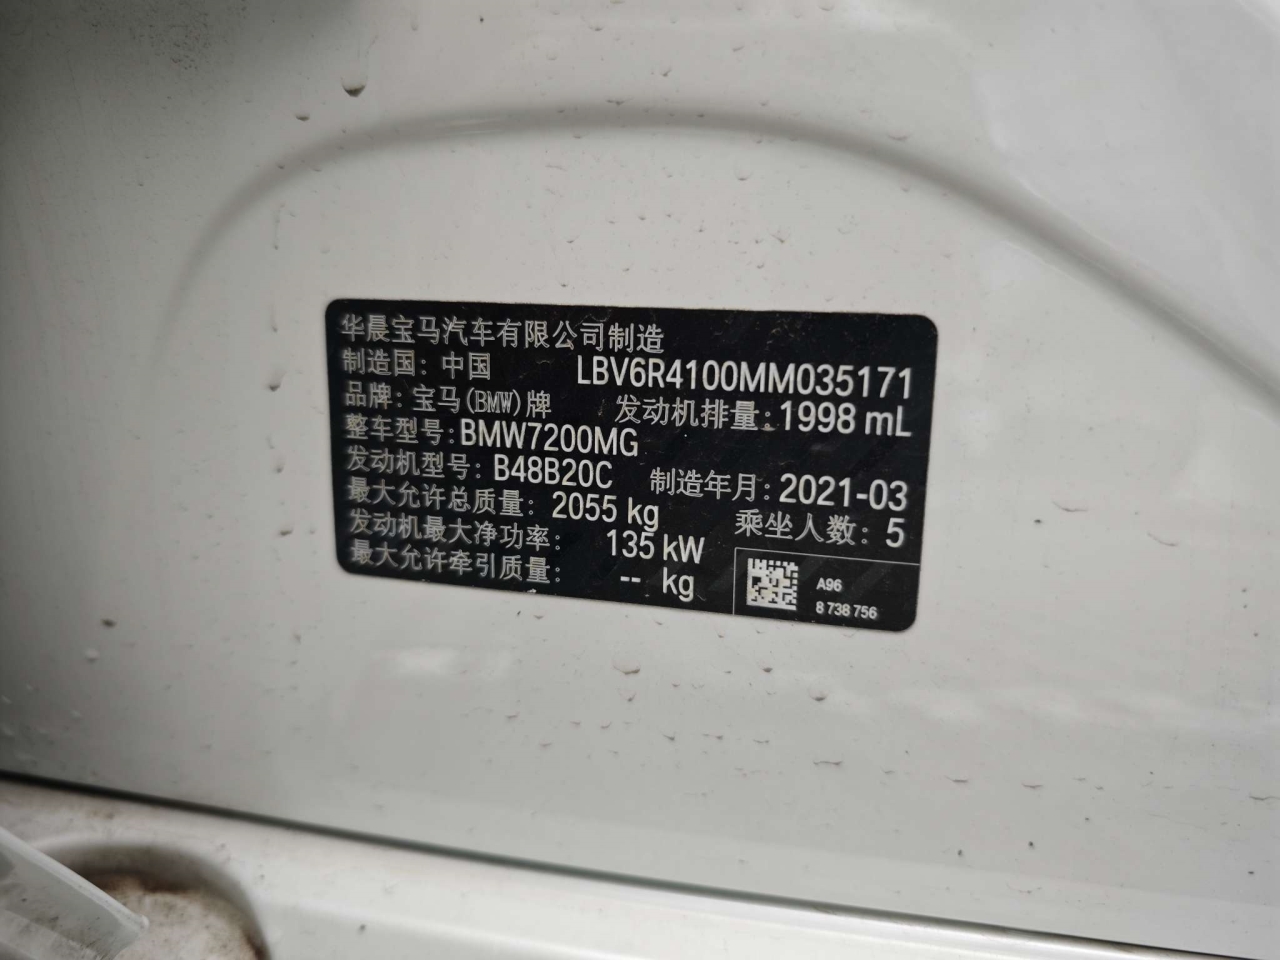 华晨宝马汽车有限公司制造
制造国：中国 LBV6R4100MM035171
品牌：宝马(BMW)牌 发动机排量：1998 mL
整车型号:BMW7200MG
发动机型号：B48B20C 制造年月：2021-03
最大允许总质量：2055 kg 乘坐人数：5
发动机最大净功率：135 kW
最大允许牵引质量：-- kg
A96
8 738 756